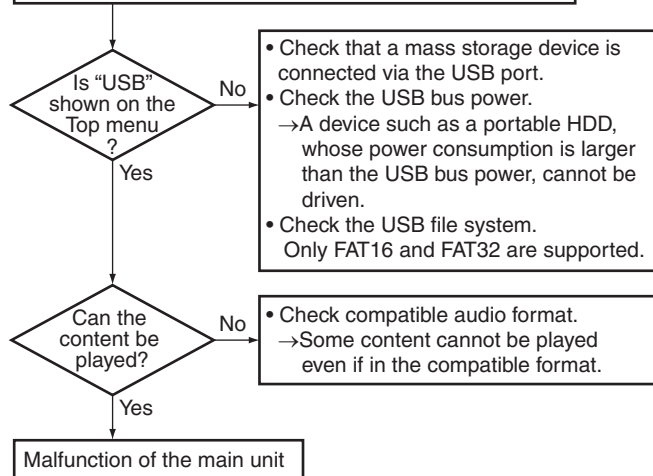 Is “USB”
shown on the
Top menu
?
No
• Check that a mass storage device is
connected via the USB port.
• Check the USB bus power.
→A device such as a portable HDD,
whose power consumption is larger
than the USB bus power, cannot be
driven.
• Check the USB file system.
Only FAT16 and FAT32 are supported.
Yes
Can the
content be
played?
No
• Check compatible audio format.
→Some content cannot be played
even if in the compatible format.
Yes
Malfunction of the main unit